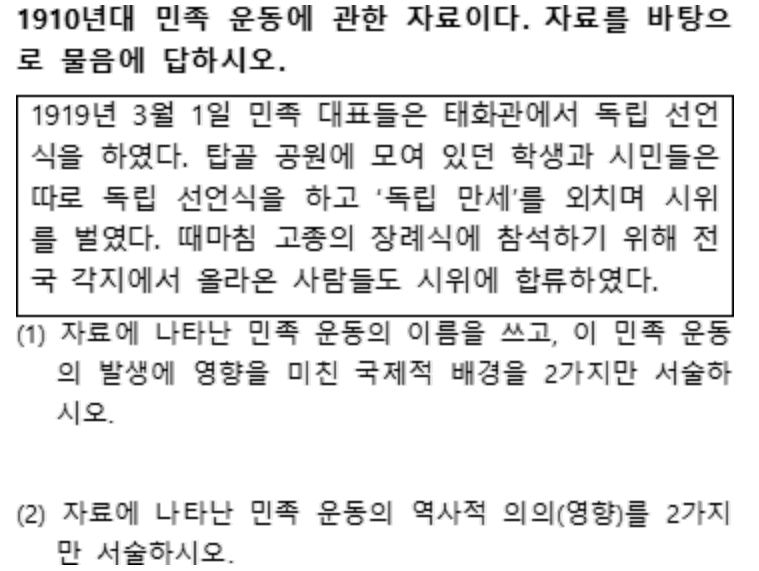 1910년대 민족 운동에 관한 자료이다. 자료를 바탕으
로 물음에 답하시오.
1919년 3월 1일 민족 대표들은 태화관에서 독립 선언
식을 하였다. 탑골 공원에 모여 있던 학생과 시민들은
따로 독립 선언식을 하고 ‘독립 만세’를 외치며 시위
를 벌였다. 때마침 고종의 장례식에 참석하기 위해 전
국 각지에서 올라온 사람들도 시위에 합류하였다.
(1) 자료에 나타난 민족 운동의 이름을 쓰고, 이 민족 운동
의 발생에 영향을 미친 국제적 배경을 2가지만 서술하
시오.
(2) 자료에 나타난 민족 운동의 역사적 의의(영향)를 2가지
만 서술하시오.